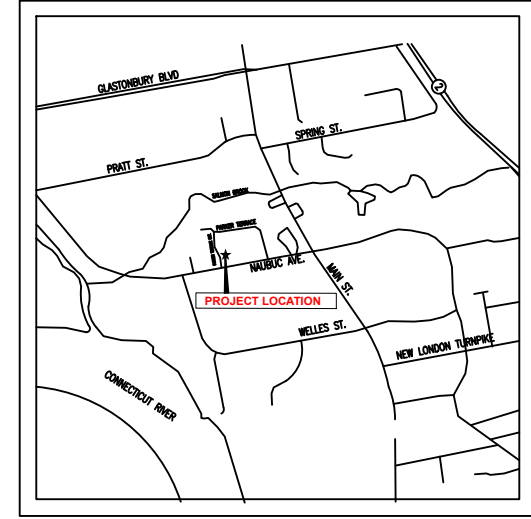 GLASTONBURY BLVD
2
SPRING ST.
PRATT ST.
SALMON BROOK
PARKER TERRACE
NAUBUC AVE.
MAIN ST.
PROJECT LOCATION
WELLES ST.
NEW LONDON TURNPIKE
CONNECTICUT RIVER